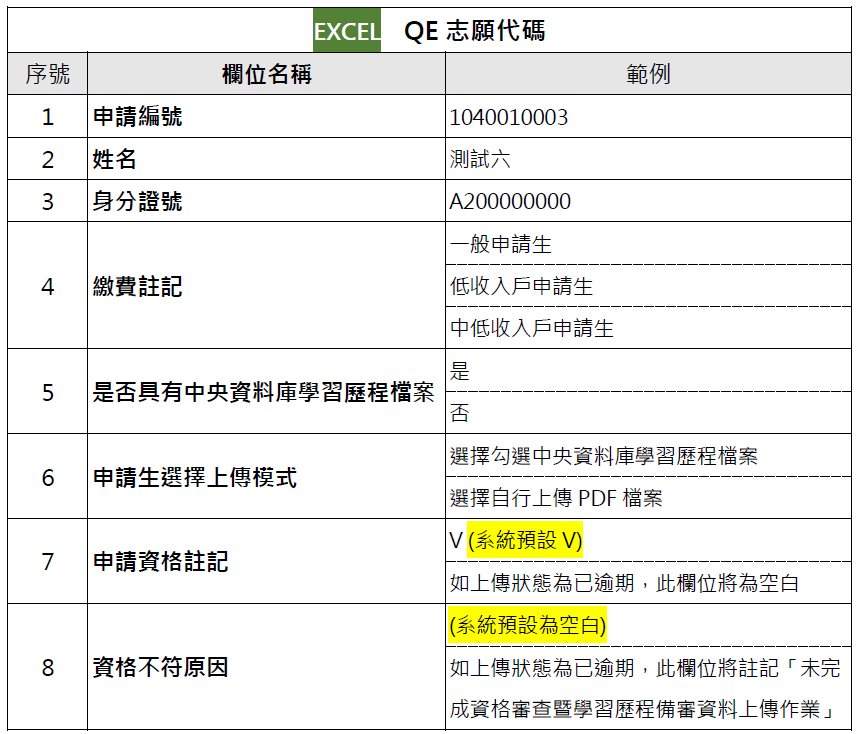 EXCEL QE 志願代碼
序號 欄位名稱 範例
1 申請編號 1040010003
2 姓名 測試六
3 身分證號 A200000000
4 繳費註記 一般申請生
低收入戶申請生
中低收入戶申請生
5 是否具有中央資料庫學習歷程檔案 是
否
6 申請生選擇上傳模式 選擇勾選中央資料庫學習歷程檔案
選擇自行上傳 PDF 檔案
7 申請資格註記 V (系統預設 V)
如上傳狀態為已逾期，此欄位將為空白
8 資格不符原因 (系統預設為空白)
如上傳狀態為已逾期，此欄位將註記「未完
成資格審查暨學習歷程備審資料上傳作業」